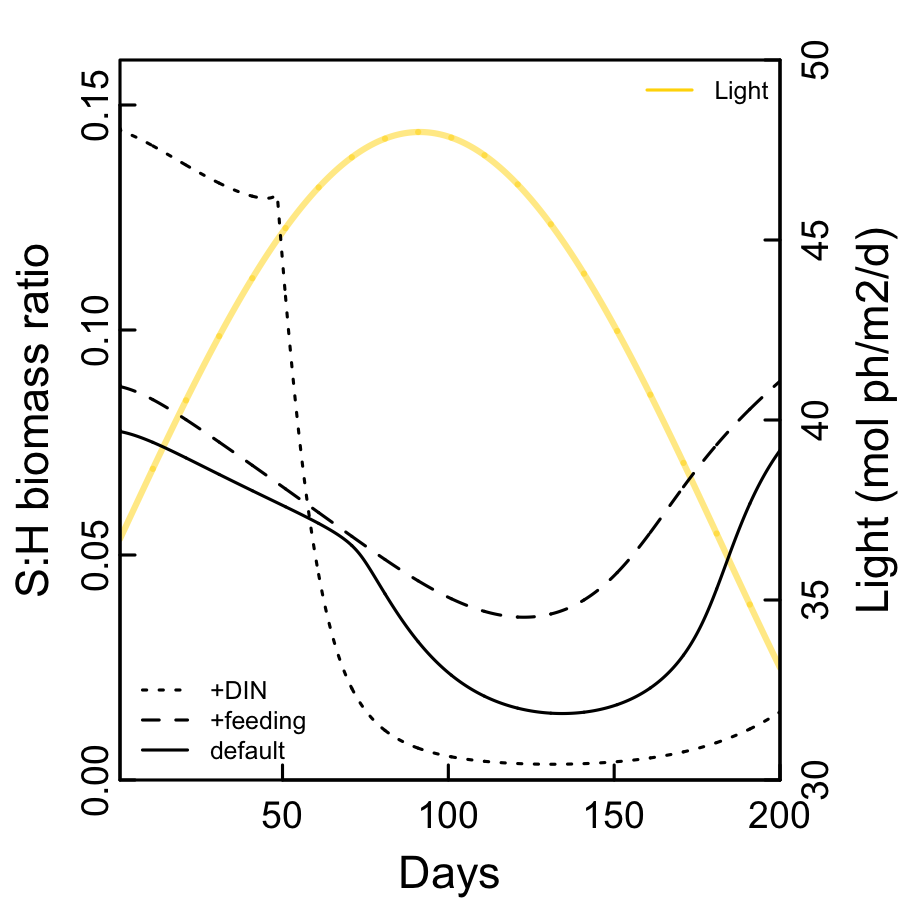 S:H biomass ratio
0.15
0.10
0.05
0.00
Light
50
45
40
35
30
Light (mol ph/m2/d)
+DIN
+feeding
default
50
100
150
200
Days